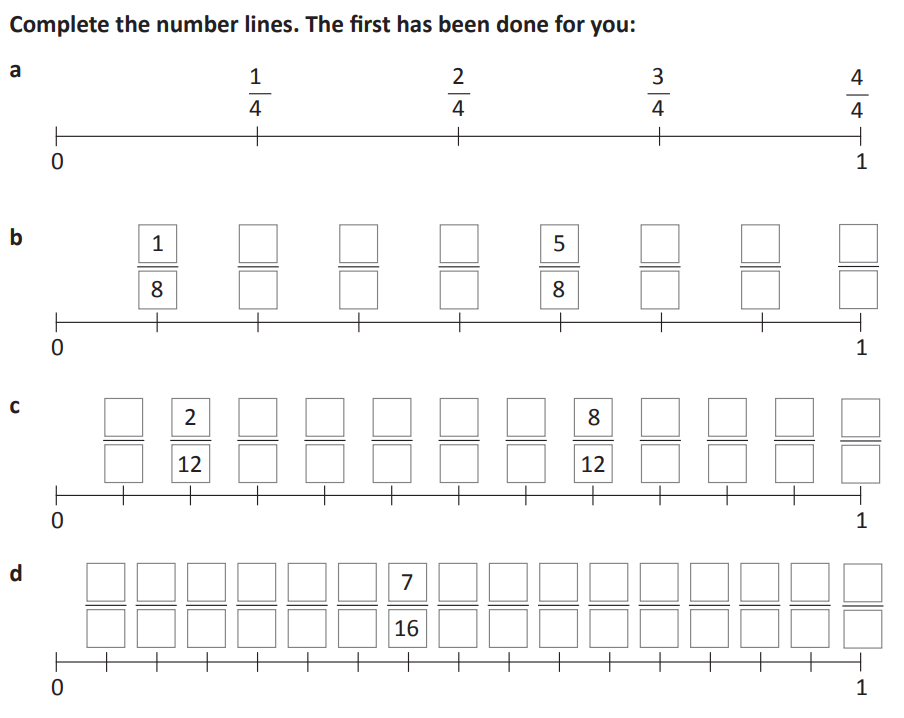 Complete the number lines. The first has been done for you:
a
1 2 3 4
4 4 4 4
0 1
b
1 5
8 8
0 1
c
2 8
12 12
0 1
d
7
16
0 1